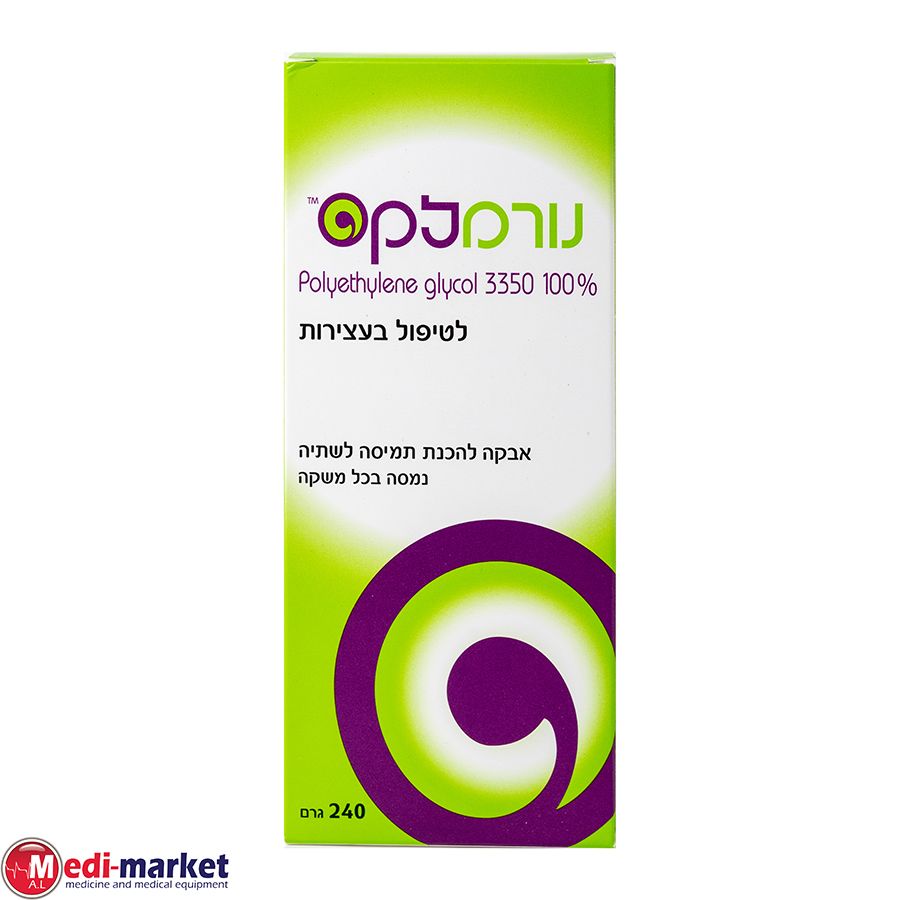 נורמלקס™
Polyethylene glycol 3350 100%
לטיפול בעצירות
אבקה להכנת תמיסה לשתיה
נמסה בכל משקה
240 גרם
Medi-market
A.L
medicine and medical equipment